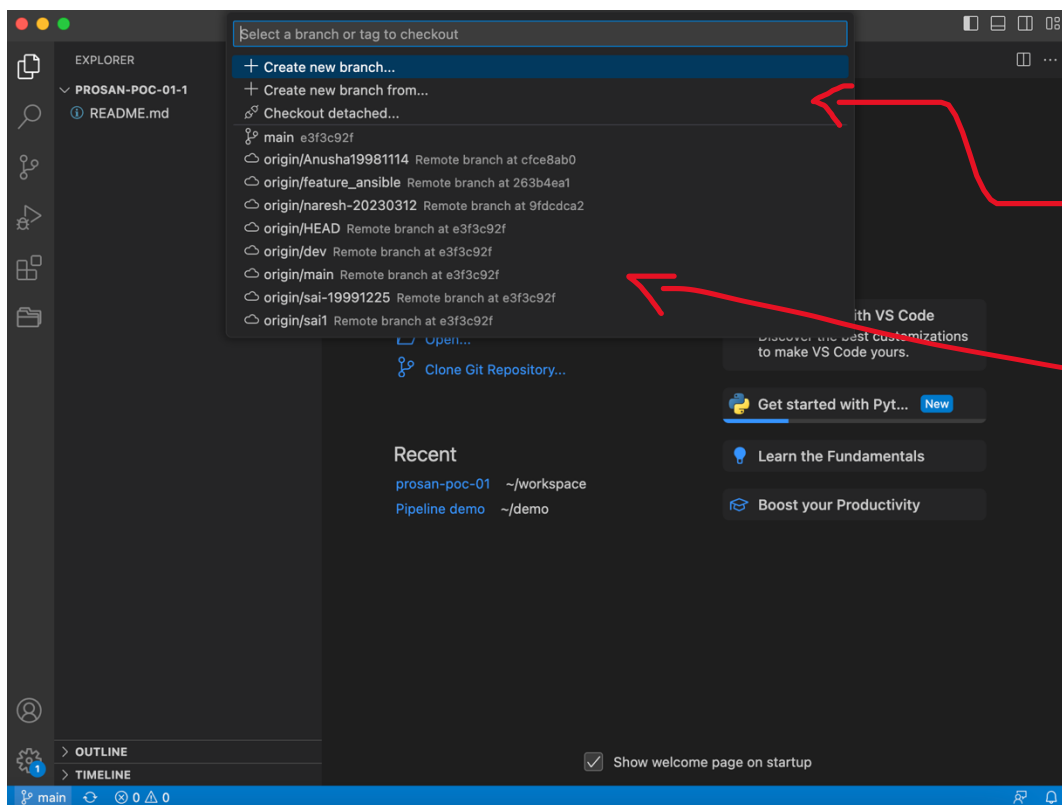 Select a branch or tag to checkout
Create new branch...
Create new branch from...
Checkout detached...
main e3f3c92f
origin/Anusha19981114 Remote branch at cfce8ab0
origin/feature_ansible Remote branch at 263b4ea1
origin/naresh-20230312 Remote branch at 9fdcdca2
origin/HEAD Remote branch at e3f3c92f
origin/dev Remote branch at e3f3c92f
origin/main Remote branch at e3f3c92f
origin/sai-19991225 Remote branch at e3f3c92f
origin/sai1 Remote branch at e3f3c92f
EXPLORER
PROSAN-POC-01-1
README.md
OUTLINE
TIMELINE
Open...
Clone Git Repository...
Recent
prosan-poc-01 ~/workspace
Pipeline demo ~/demo
ith VS Code
Discover the best customizations
to make VS Code yours.
Get started with Pyt... New
Learn the Fundamentals
Boost your Productivity
Show welcome page on startup
1
main 0 0